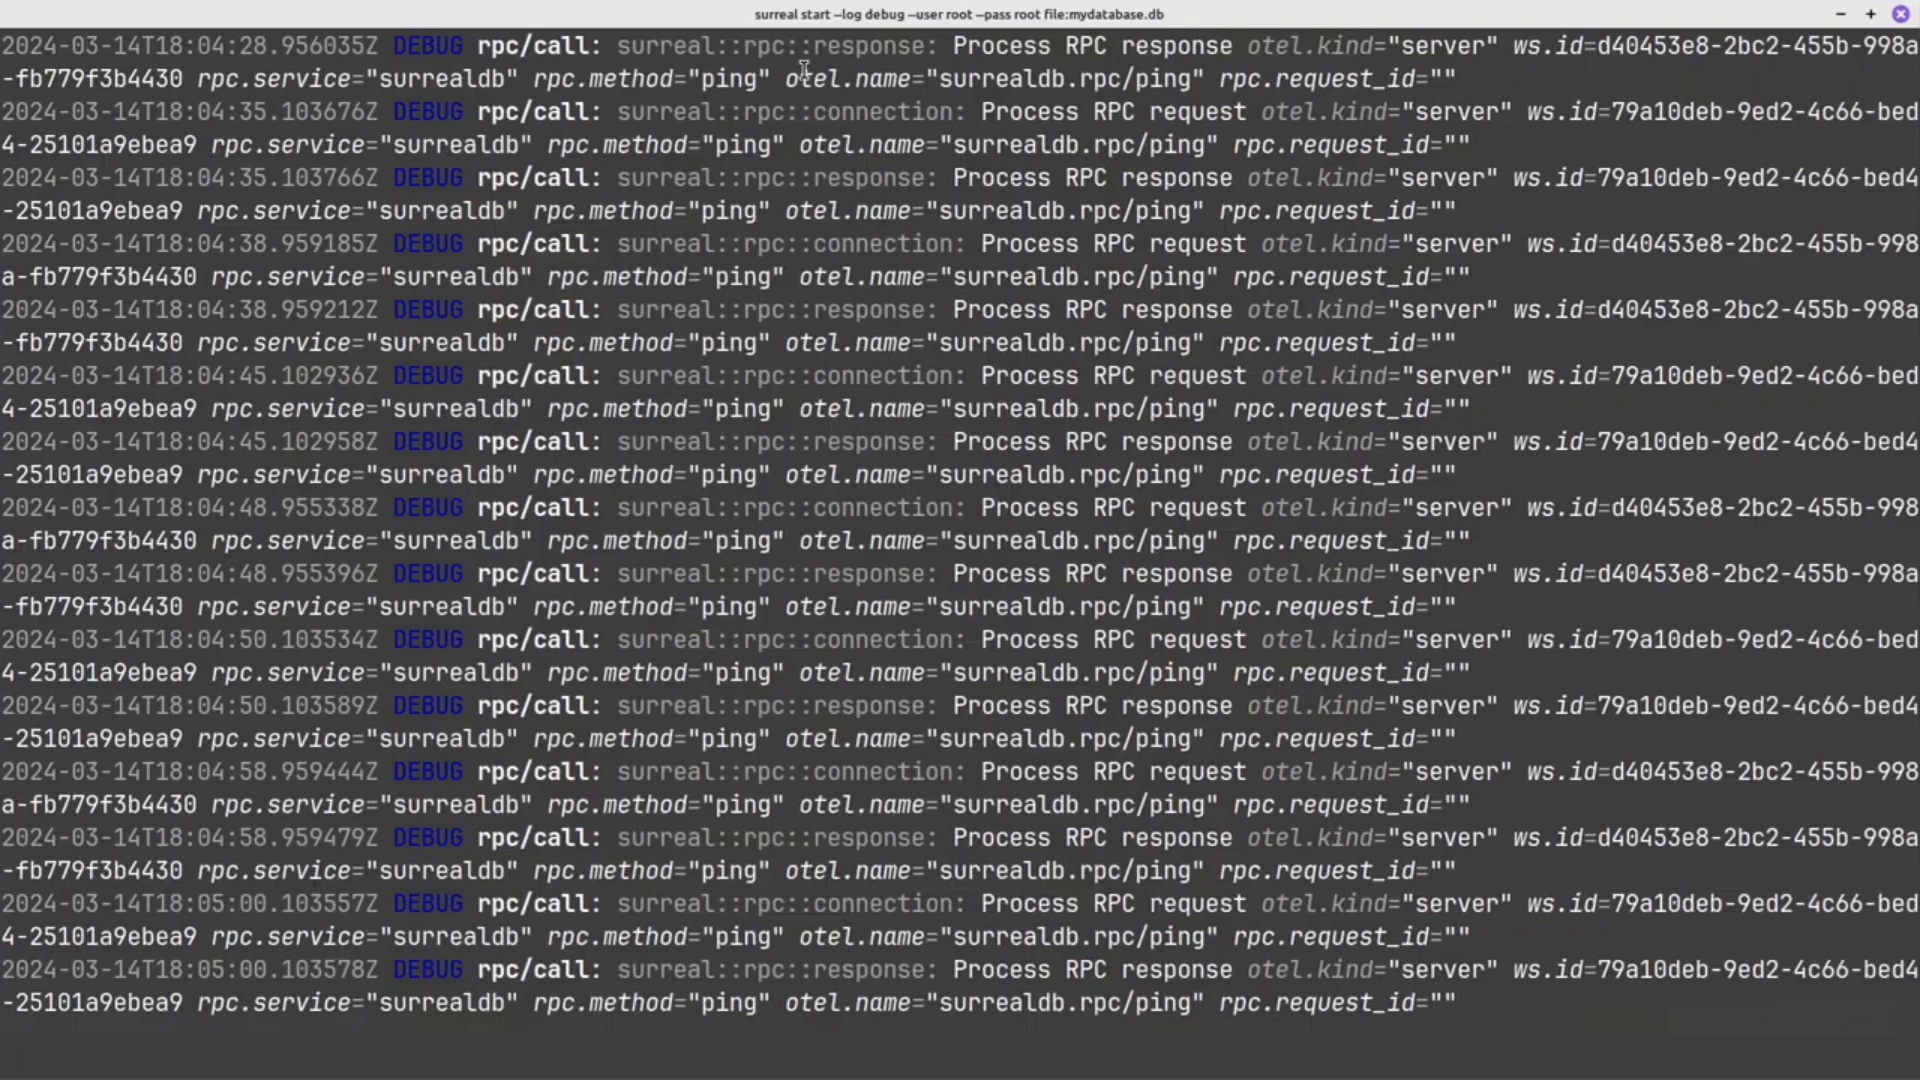 surreal start --log debug --user root --pass root file:mydatabase.db
2024-03-14T18:04:28.956035Z DEBUG rpc/call: surreal::rpc::response: Process RPC response otel.kind="server" ws.id=d40453e8-2bc2-455b-998a
-fb779f3b4430 rpc.service="surrealdb" rpc.method="ping" otel.name="surrealdb.rpc/ping" rpc.request_id=""
2024-03-14T18:04:35.103676Z DEBUG rpc/call: surreal::rpc::connection: Process RPC request otel.kind="server" ws.id=79a10deb-9ed2-4c66-bed
4-25101a9ebea9 rpc.service="surrealdb" rpc.method="ping" otel.name="surrealdb.rpc/ping" rpc.request_id=""
2024-03-14T18:04:35.103766Z DEBUG rpc/call: surreal::rpc::response: Process RPC response otel.kind="server" ws.id=79a10deb-9ed2-4c66-bed4
-25101a9ebea9 rpc.service="surrealdb" rpc.method="ping" otel.name="surrealdb.rpc/ping" rpc.request_id=""
2024-03-14T18:04:38.959185Z DEBUG rpc/call: surreal::rpc::connection: Process RPC request otel.kind="server" ws.id=d40453e8-2bc2-455b-998
a-fb779f3b4430 rpc.service="surrealdb" rpc.method="ping" otel.name="surrealdb.rpc/ping" rpc.request_id=""
2024-03-14T18:04:38.959212Z DEBUG rpc/call: surreal::rpc::response: Process RPC response otel.kind="server" ws.id=d40453e8-2bc2-455b-998a
-fb779f3b4430 rpc.service="surrealdb" rpc.method="ping" otel.name="surrealdb.rpc/ping" rpc.request_id=""
2024-03-14T18:04:45.102936Z DEBUG rpc/call: surreal::rpc::connection: Process RPC request otel.kind="server" ws.id=79a10deb-9ed2-4c66-bed
4-25101a9ebea9 rpc.service="surrealdb" rpc.method="ping" otel.name="surrealdb.rpc/ping" rpc.request_id=""
2024-03-14T18:04:45.102958Z DEBUG rpc/call: surreal::rpc::response: Process RPC response otel.kind="server" ws.id=79a10deb-9ed2-4c66-bed4
-25101a9ebea9 rpc.service="surrealdb" rpc.method="ping" otel.name="surrealdb.rpc/ping" rpc.request_id=""
2024-03-14T18:04:48.955338Z DEBUG rpc/call: surreal::rpc::connection: Process RPC request otel.kind="server" ws.id=d40453e8-2bc2-455b-998
a-fb779f3b4430 rpc.service="surrealdb" rpc.method="ping" otel.name="surrealdb.rpc/ping" rpc.request_id=""
2024-03-14T18:04:48.955396Z DEBUG rpc/call: surreal::rpc::response: Process RPC response otel.kind="server" ws.id=d40453e8-2bc2-455b-998a
-fb779f3b4430 rpc.service="surrealdb" rpc.method="ping" otel.name="surrealdb.rpc/ping" rpc.request_id=""
2024-03-14T18:04:50.103534Z DEBUG rpc/call: surreal::rpc::connection: Process RPC request otel.kind="server" ws.id=79a10deb-9ed2-4c66-bed
4-25101a9ebea9 rpc.service="surrealdb" rpc.method="ping" otel.name="surrealdb.rpc/ping" rpc.request_id=""
2024-03-14T18:04:50.103589Z DEBUG rpc/call: surreal::rpc::response: Process RPC response otel.kind="server" ws.id=79a10deb-9ed2-4c66-bed4
-25101a9ebea9 rpc.service="surrealdb" rpc.method="ping" otel.name="surrealdb.rpc/ping" rpc.request_id=""
2024-03-14T18:04:58.959444Z DEBUG rpc/call: surreal::rpc::connection: Process RPC request otel.kind="server" ws.id=d40453e8-2bc2-455b-998
a-fb779f3b4430 rpc.service="surrealdb" rpc.method="ping" otel.name="surrealdb.rpc/ping" rpc.request_id=""
2024-03-14T18:04:58.959479Z DEBUG rpc/call: surreal::rpc::response: Process RPC response otel.kind="server" ws.id=d40453e8-2bc2-455b-998a
-fb779f3b4430 rpc.service="surrealdb" rpc.method="ping" otel.name="surrealdb.rpc/ping" rpc.request_id=""
2024-03-14T18:05:00.103557Z DEBUG rpc/call: surreal::rpc::connection: Process RPC request otel.kind="server" ws.id=79a10deb-9ed2-4c66-bed
4-25101a9ebea9 rpc.service="surrealdb" rpc.method="ping" otel.name="surrealdb.rpc/ping" rpc.request_id=""
2024-03-14T18:05:00.103578Z DEBUG rpc/call: surreal::rpc::response: Process RPC response otel.kind="server" ws.id=79a10deb-9ed2-4c66-bed4
-25101a9ebea9 rpc.service="surrealdb" rpc.method="ping" otel.name="surrealdb.rpc/ping" rpc.request_id=""